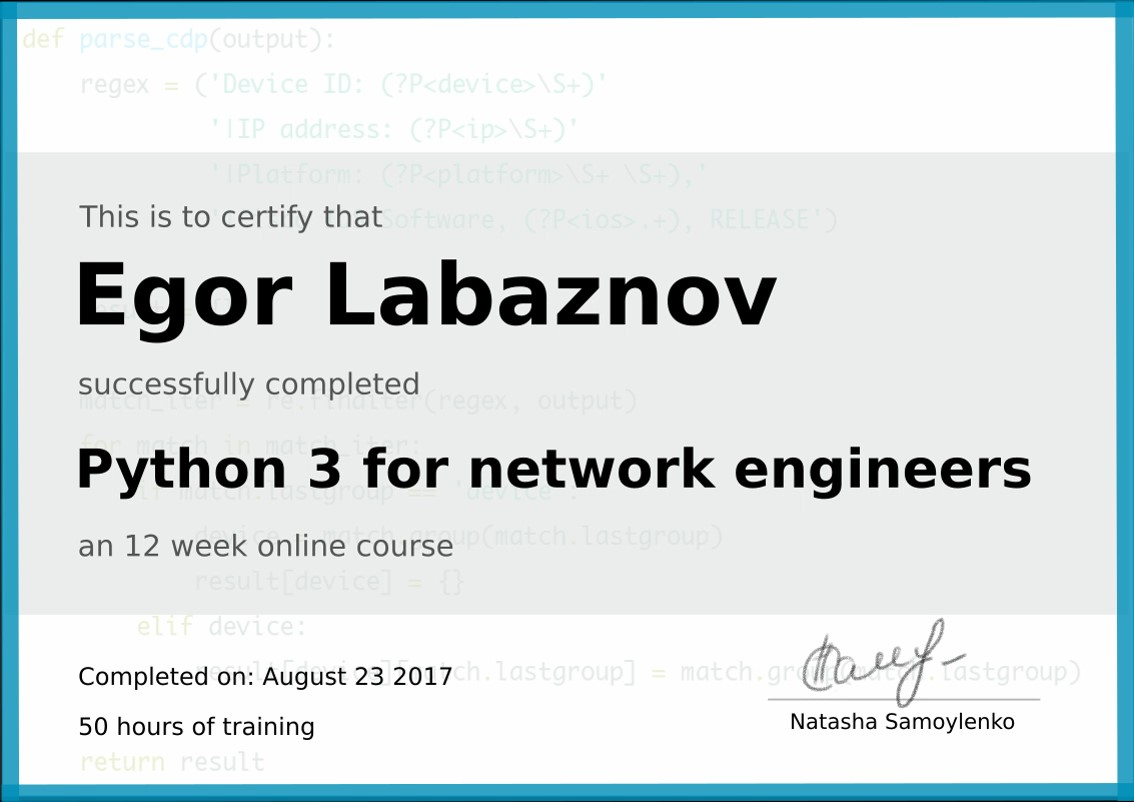 def parse_cdp(output):
regex = ('Device ID: (?P<device>\S+)'
'|IP address: (?P<ip>\S+)'
'|Platform: (?P<platform>\S+ \S+),'
This is to certify that
Software, (?P<ios>.+), RELEASE')
Egor Labaznov
successfully completed
match_iter = re.finditer(regex, output)
for match in match_iter:
Python 3 for network engineers
if match.lastgroup == 'device':
device = match.group(match.lastgroup)
an 12 week online course
result[device] = {}
elif device:
result[device][match.lastgroup] = match.group(match.lastgroup)
Completed on: August 23 2017
Natasha Samoylenko
50 hours of training
return result